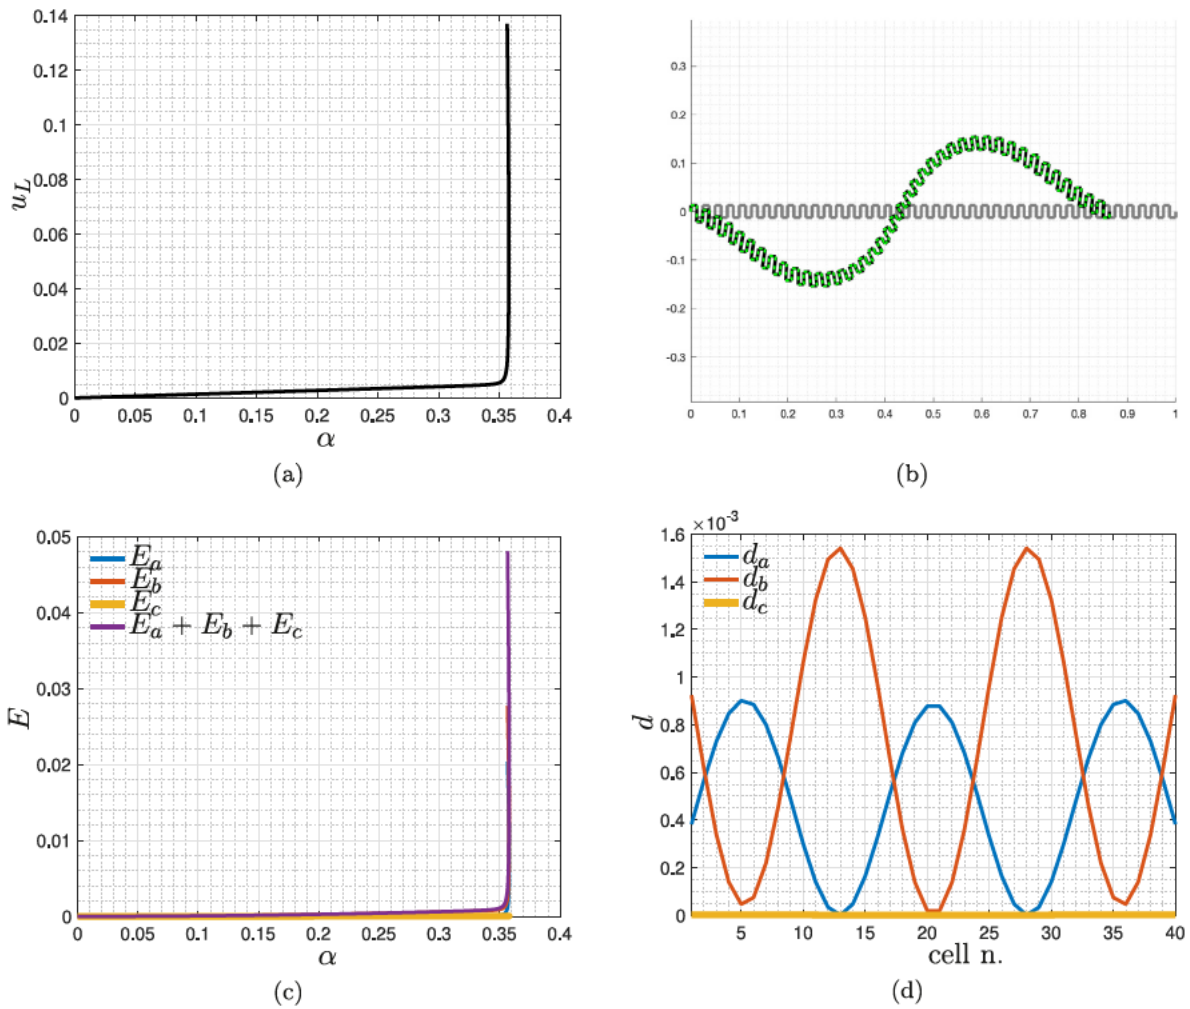 0.14
0.12
0.1
0.08
0.06
0.04
0.02
0
u_L
0 0.05 0.1 0.15 0.2 0.25 0.3 0.35 0.4
α
(a)
0.3
0.2
0.1
0
-0.1
-0.2
-0.3
0 0.1 0.2 0.3 0.4 0.5 0.6 0.7 0.8 0.9 1
(b)
0.05
0.04
0.03
0.02
0.01
0
E
E_a
E_b
E_c
E_a + E_b + E_c
0 0.05 0.1 0.15 0.2 0.25 0.3 0.35 0.4
α
(c)
×10^-3
1.6
1.4
1.2
1
0.8
0.6
0.4
0.2
0
d
d_a
d_b
d_c
5 10 15 20 25 30 35 40
cell n.
(d)